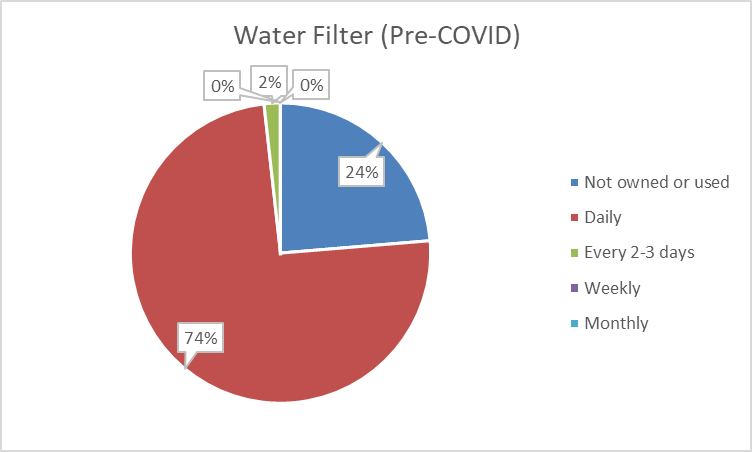 Water Filter (Pre-COVID)
0%
2%
0%
24%
74%
Not owned or used
Daily
Every 2-3 days
Weekly
Monthly